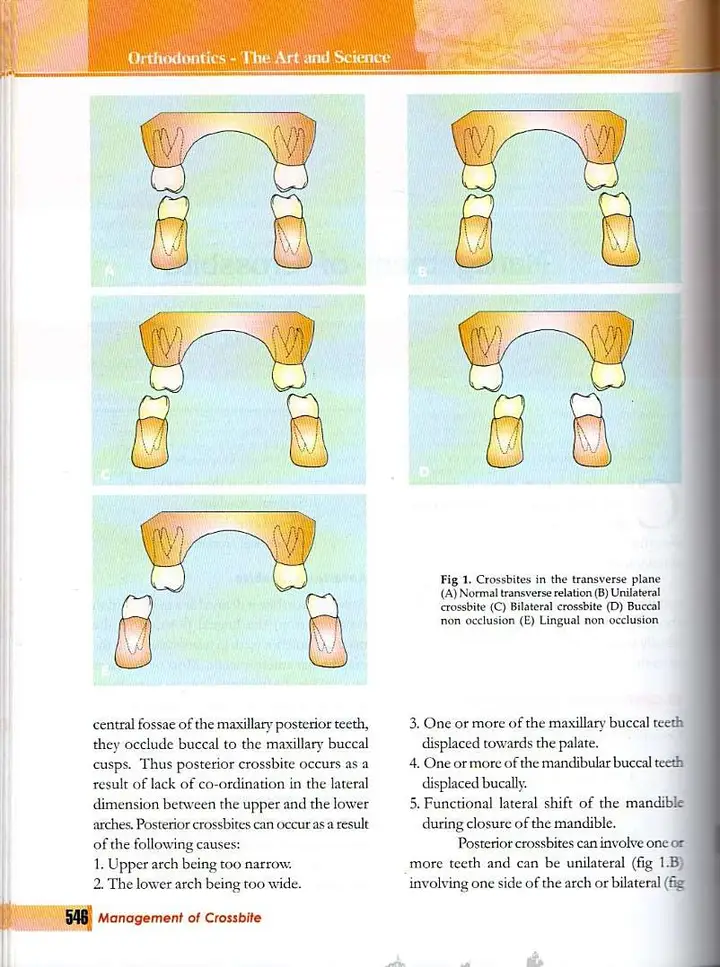 Orthodontics - The Art and Science
A
B
C
D
E
Fig 1. Crossbites in the transverse plane
(A) Normal transverse relation (B) Unilateral
crossbite (C) Bilateral crossbite (D) Buccal
non occlusion (E) Lingual non occlusion
central fossae of the maxillary posterior teeth,
they occlude buccal to the maxillary buccal
cusps. Thus posterior crossbite occurs as a
result of lack of co-ordination in the lateral
dimension between the upper and the lower
arches. Posterior crossbites can occur as a result
of the following causes:
1. Upper arch being too narrow.
2. The lower arch being too wide.
3. One or more of the maxillary buccal teeth
displaced towards the palate.
4. One or more of the mandibular buccal teeth
displaced bucally.
5. Functional lateral shift of the mandible
during closure of the mandible.
Posterior crossbites can involve one or
more teeth and can be unilateral (fig 1.B)
involving one side of the arch or bilateral (fig
546 Management of Crossbite